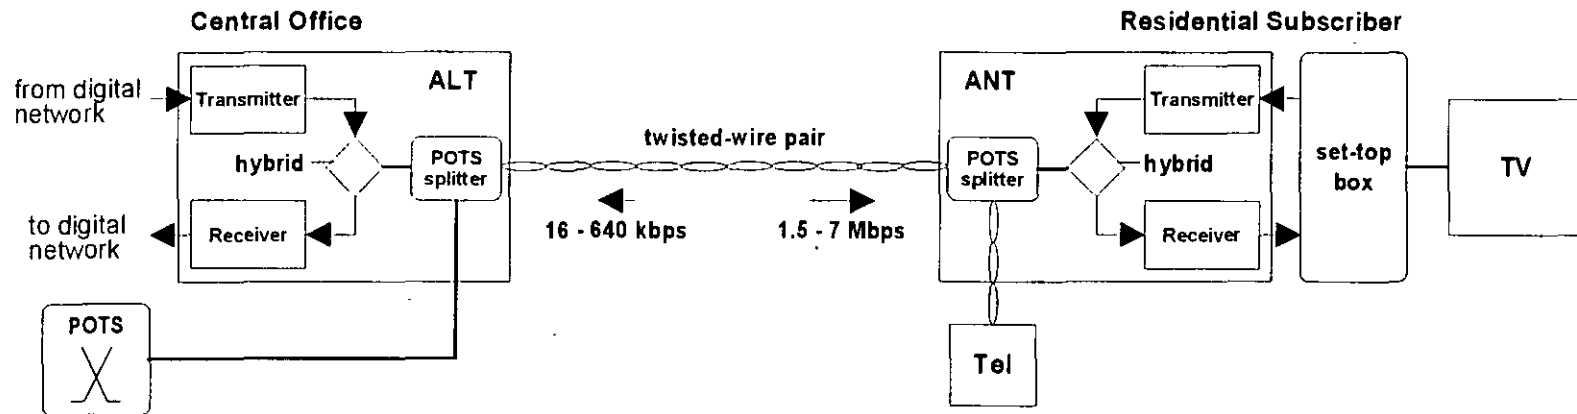 Central Office
Residential Subscriber
from digital
network
Transmitter
ALT
hybrid
POTS
splitter
to digital
network
Receiver
POTS
twisted-wire pair
16 - 640 kbps
1.5 - 7 Mbps
ANT
Transmitter
POTS
splitter
hybrid
Receiver
Tel
set-top
box
TV